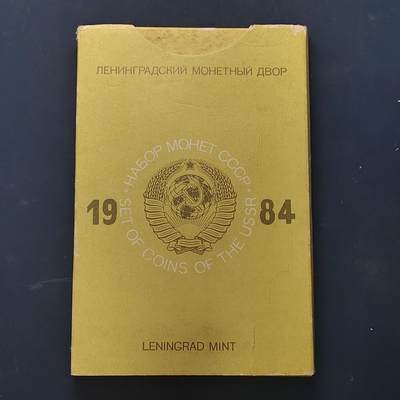 ЛЕНИНГРАДСКИЙ МОНЕТНЫЙ ДВОР
• НАБОР МОНЕТ СССР •
19 84
SET OF COINS OF THE USSR
LENINGRAD MINT